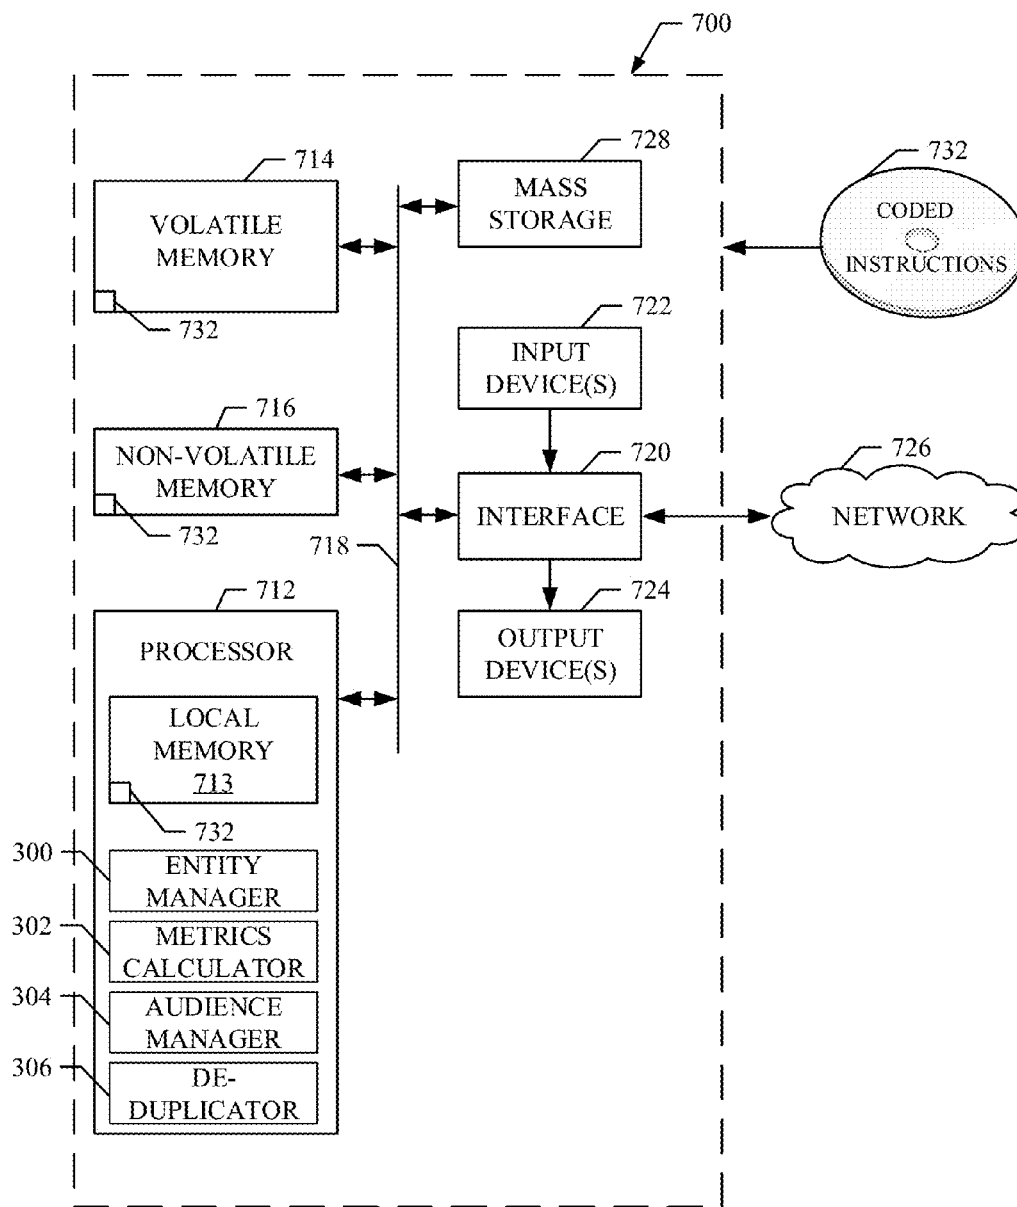 700
714
VOLATILE
MEMORY
732
728
MASS
STORAGE
732
CODED
INSTRUCTIONS
722
INPUT
DEVICE(S)
716
NON-VOLATILE
MEMORY
732
720
INTERFACE
726
NETWORK
718
712
PROCESSOR
LOCAL
MEMORY
713
732
724
OUTPUT
DEVICE(S)
300
ENTITY
MANAGER
302
METRICS
CALCULATOR
304
AUDIENCE
MANAGER
306
DE-
DUPLICATOR